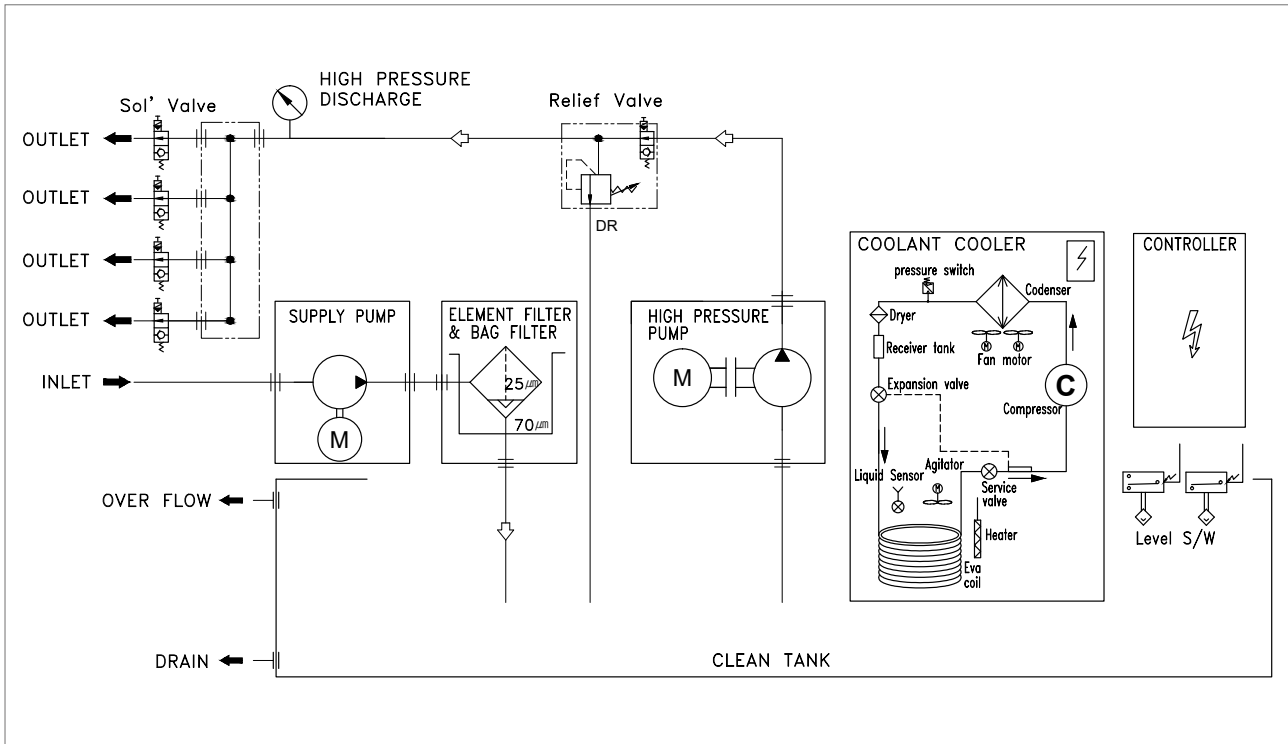 HIGH PRESSURE
DISCHARGE
Sol' Valve
Relief Valve
OUTLET
OUTLET
OUTLET
OUTLET
DR
INLET
SUPPLY PUMP
M
ELEMENT FILTER
& BAG FILTER
25㎛
70㎛
HIGH PRESSURE
PUMP
M
COOLANT COOLER
pressure switch
Codenser
Dryer
M
M
Fan motor
Receiver tank
Expansion valve
C
Compressor
Liquid Sensor
Agitator
M
Service
valve
Heater
Eva
coil
CONTROLLER
Level S/W
OVER FLOW
DRAIN
CLEAN TANK